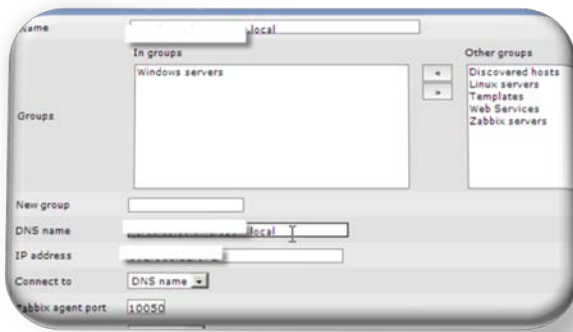 Name local
In groups Other groups
Windows servers
«
»
Discovered hosts
Linux servers
Templates
Web Services
Zabbix servers
Groups
New group
DNS name local
IP address
Connect to DNS name
Zabbix agent port 10050